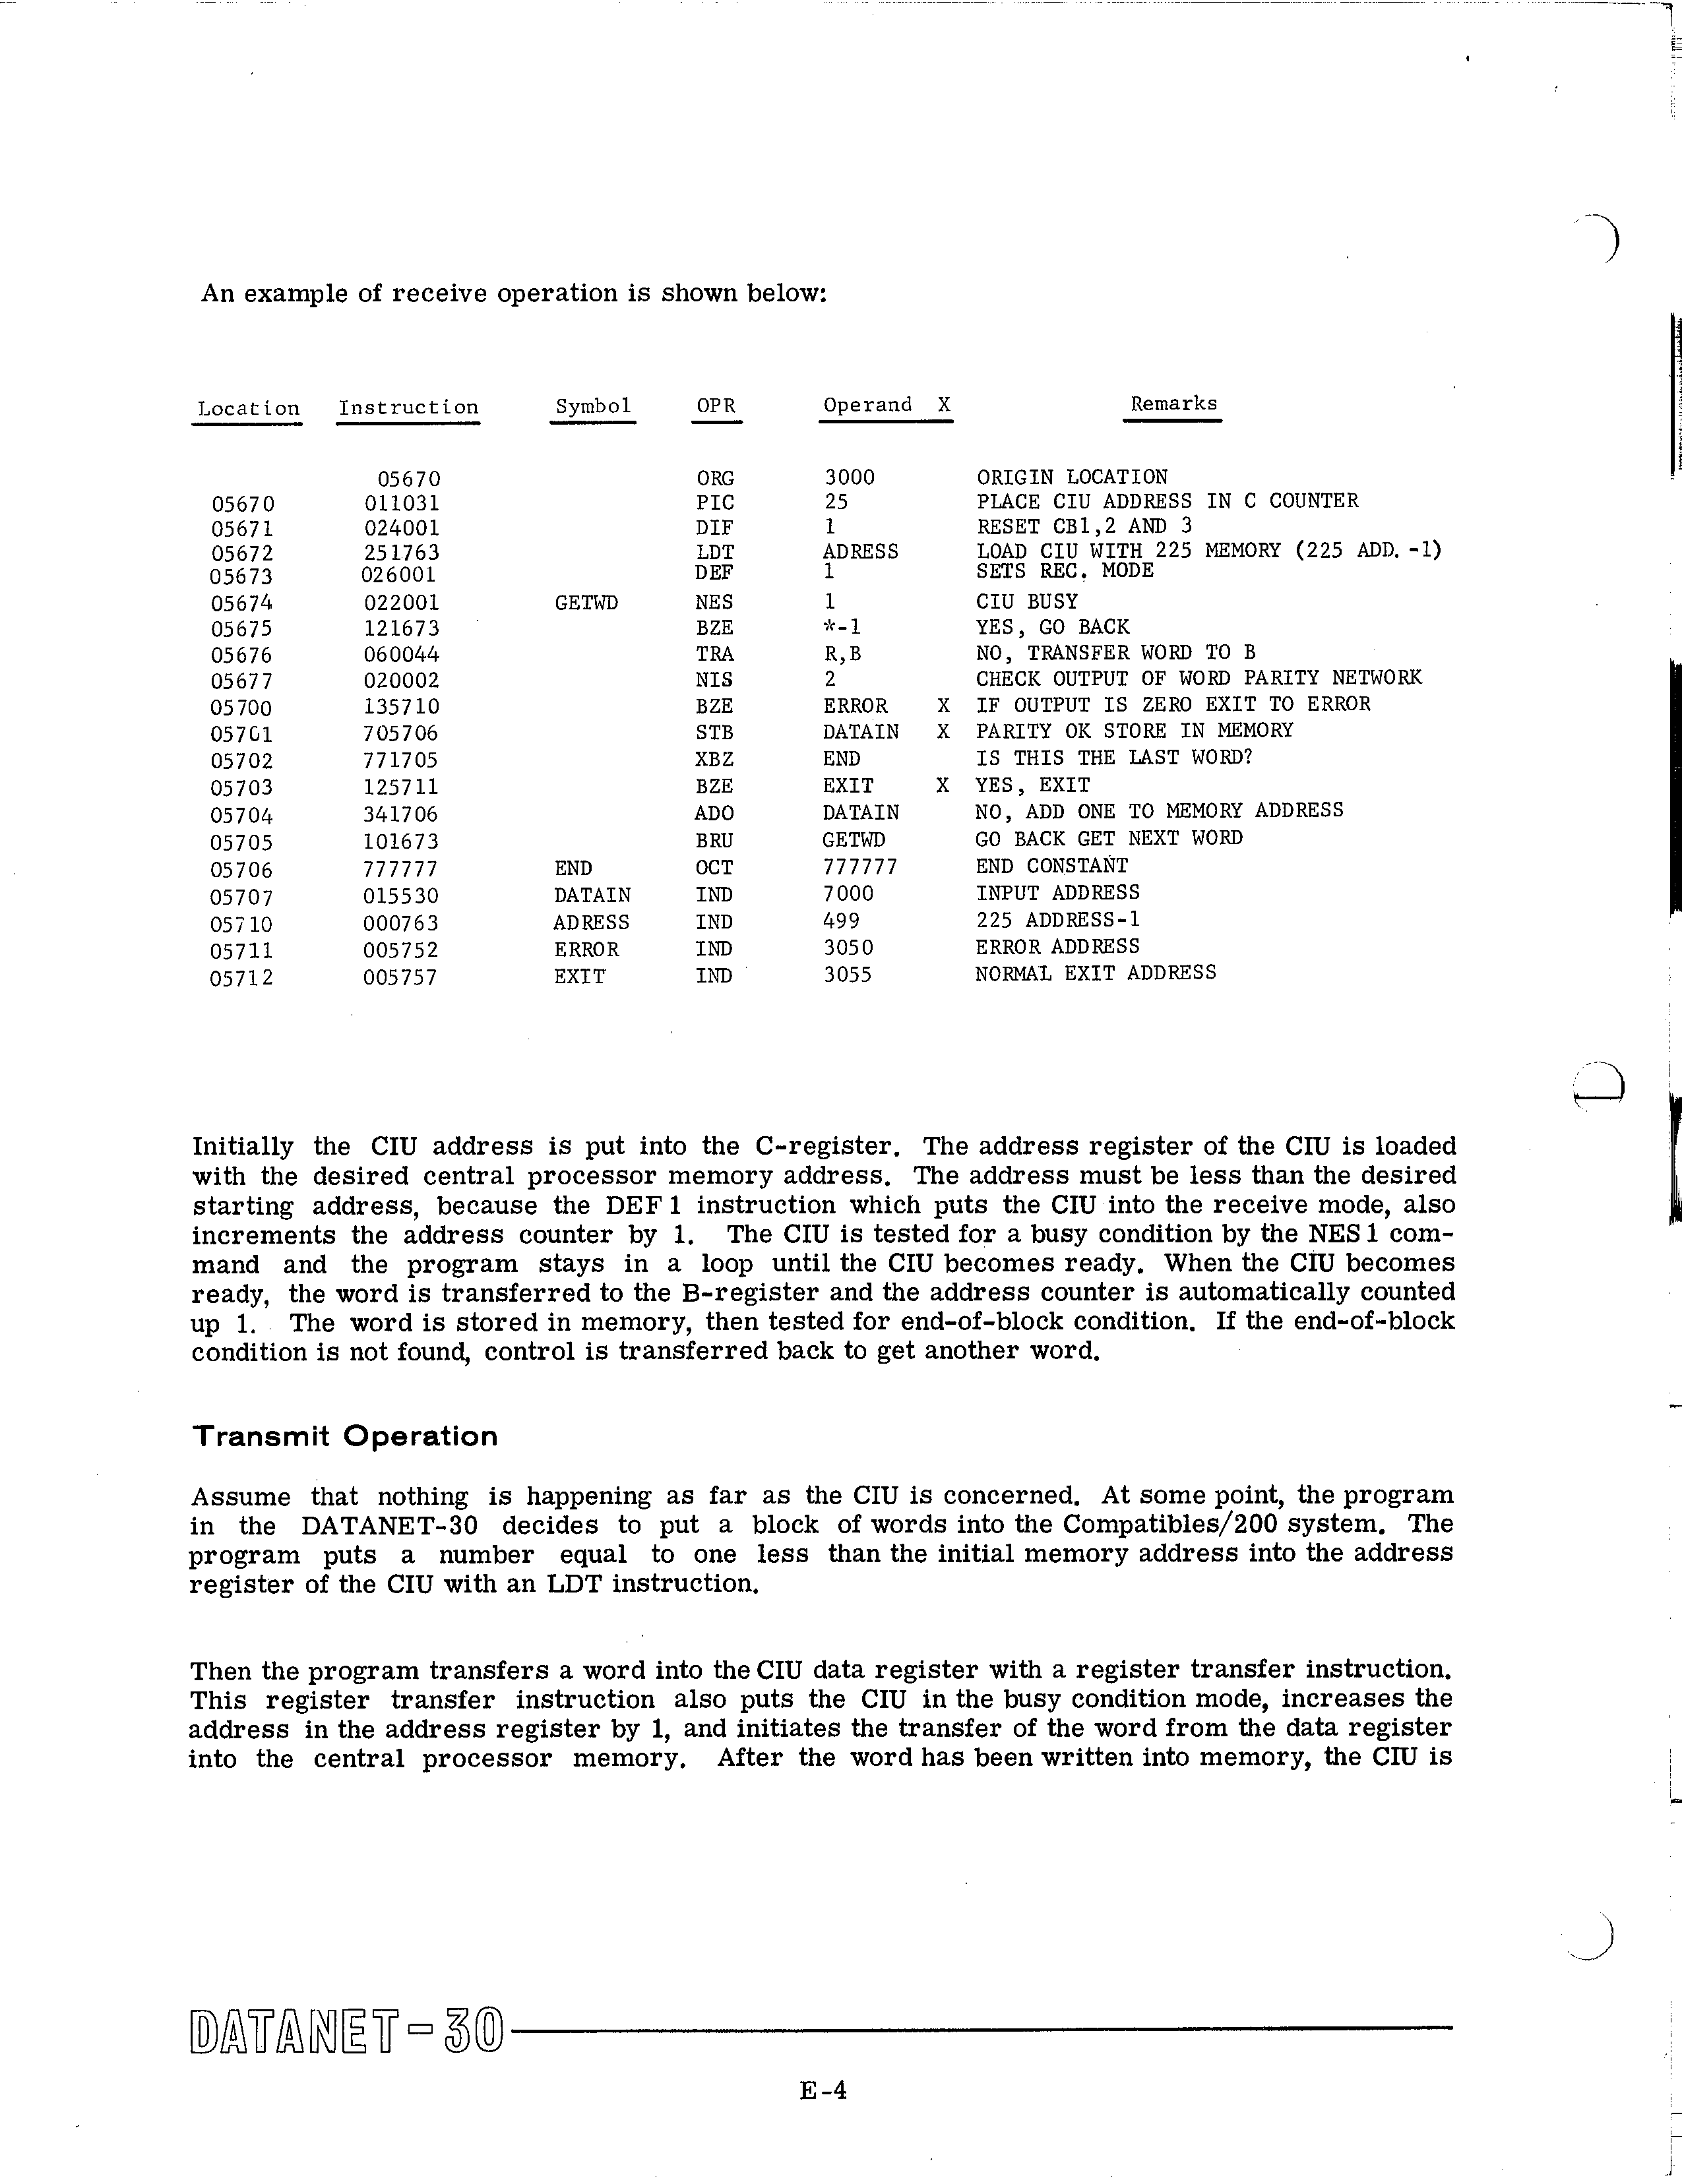 An example of receive operation is shown below:
Location Instruction Symbol OPR Operand X Remarks
05670 ORG 3000 ORIGIN LOCATION
05670 011031 PIC 25 PLACE CIU ADDRESS IN C COUNTER
05671 024001 DIF 1 RESET CB1,2 AND 3
05672 251763 LDT ADRESS LOAD CIU WITH 225 MEMORY (225 ADD. -1)
05673 026001 DEF 1 SETS REC. MODE
05674 022001 GETWD NES 1 CIU BUSY
05675 121673 BZE *-1 YES, GO BACK
05676 060044 TRA R,B NO, TRANSFER WORD TO B
05677 020002 NIS 2 CHECK OUTPUT OF WORD PARITY NETWORK
05700 135710 BZE ERROR X IF OUTPUT IS ZERO EXIT TO ERROR
05701 705706 STB DATAIN X PARITY OK STORE IN MEMORY
05702 771705 XBZ END IS THIS THE LAST WORD?
05703 125711 BZE EXIT X YES, EXIT
05704 341706 ADO DATAIN NO, ADD ONE TO MEMORY ADDRESS
05705 101673 BRU GETWD GO BACK GET NEXT WORD
05706 777777 END OCT 777777 END CONSTANT
05707 015530 DATAIN IND 7000 INPUT ADDRESS
05710 000763 ADRESS IND 499 225 ADDRESS-1
05711 005752 ERROR IND 3050 ERROR ADDRESS
05712 005757 EXIT IND 3055 NORMAL EXIT ADDRESS
Initially the CIU address is put into the C-register. The address register of the CIU is loaded
with the desired central processor memory address. The address must be less than the desired
starting address, because the DEF 1 instruction which puts the CIU into the receive mode, also
increments the address counter by 1. The CIU is tested for a busy condition by the NES 1 com-
mand and the program stays in a loop until the CIU becomes ready. When the CIU becomes
ready, the word is transferred to the B-register and the address counter is automatically counted
up 1. The word is stored in memory, then tested for end-of-block condition. If the end-of-block
condition is not found, control is transferred back to get another word.
Transmit Operation
Assume that nothing is happening as far as the CIU is concerned. At some point, the program
in the DATANET-30 decides to put a block of words into the Compatibles/200 system. The
program puts a number equal to one less than the initial memory address into the address
register of the CIU with an LDT instruction.
Then the program transfers a word into the CIU data register with a register transfer instruction.
This register transfer instruction also puts the CIU in the busy condition mode, increases the
address in the address register by 1, and initiates the transfer of the word from the data register
into the central processor memory. After the word has been written into memory, the CIU is
DATANET-30
E-4